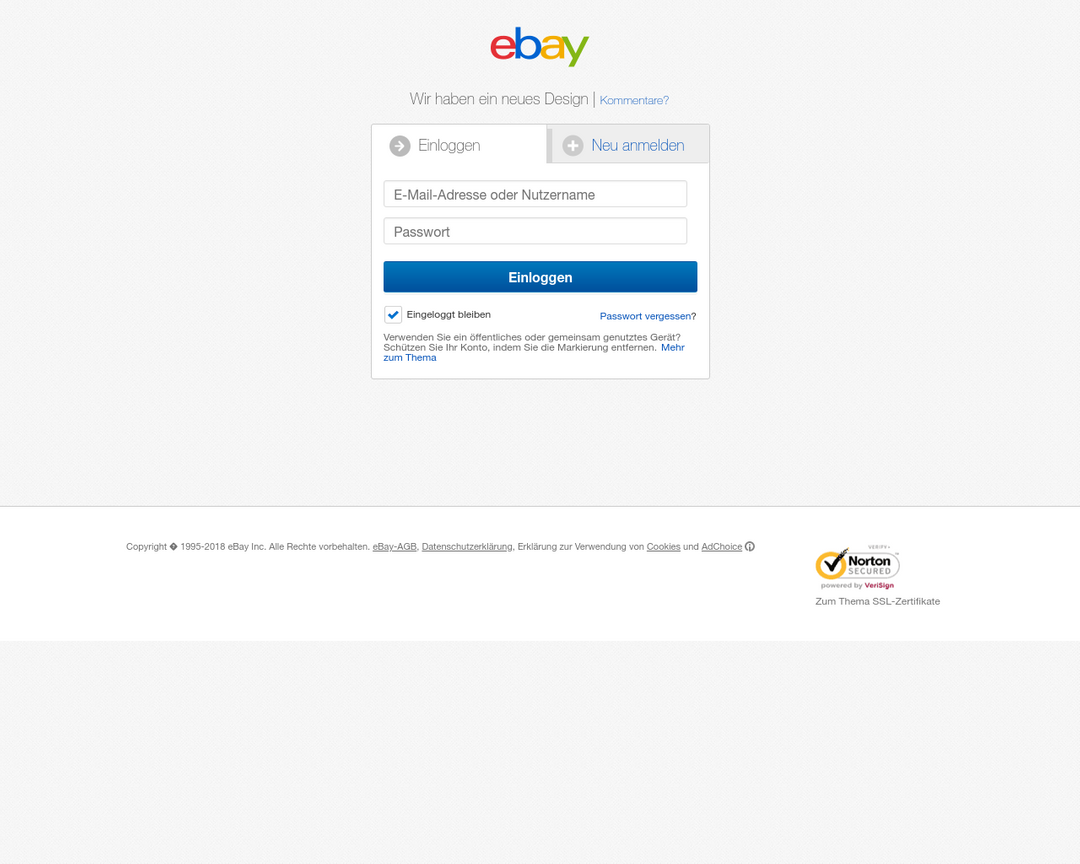 ebay
Wir haben ein neues Design | Kommentare?
Einloggen
Neu anmelden
E-Mail-Adresse oder Nutzername
Passwort
Einloggen
Eingeloggt bleiben
Passwort vergessen?
Verwenden Sie ein öffentliches oder gemeinsam genutztes Gerät?
Schützen Sie Ihr Konto, indem Sie die Markierung entfernen. Mehr
zum Thema
Copyright � 1995-2018 eBay Inc. Alle Rechte vorbehalten. eBay-AGB, Datenschutzerklärung, Erklärung zur Verwendung von Cookies und AdChoice
VERIFY›
Norton
SECURED
powered by VeriSign
Zum Thema SSL-Zertifikate